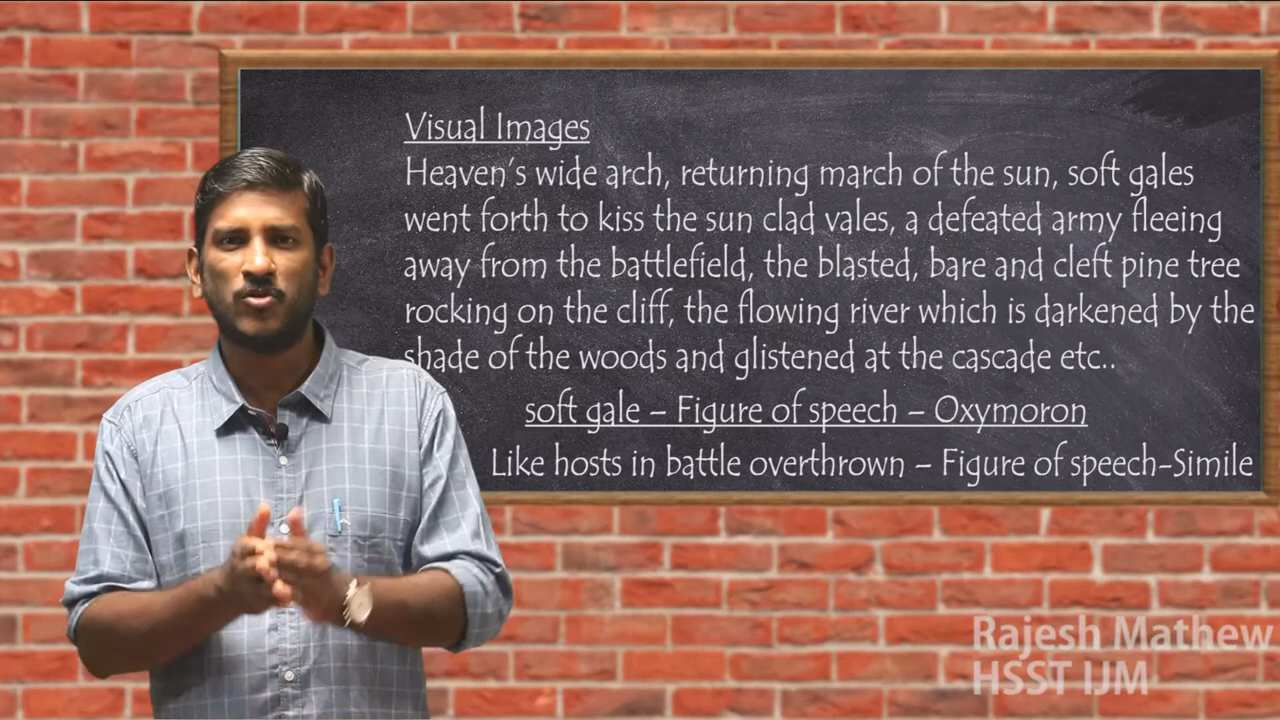 Visual Images
Heaven's wide arch, returning march of the sun, soft gales
went forth to kiss the sun clad vales, a defeated army fleeing
away from the battlefield, the blasted, bare and cleft pine tree
rocking on the cliff, the flowing river which is darkened by the
shade of the woods and glistened at the cascade etc..
soft gale – Figure of speech – Oxymoron
Like hosts in battle overthrown – Figure of speech-Simile
Rajesh Mathew
HSST IJM